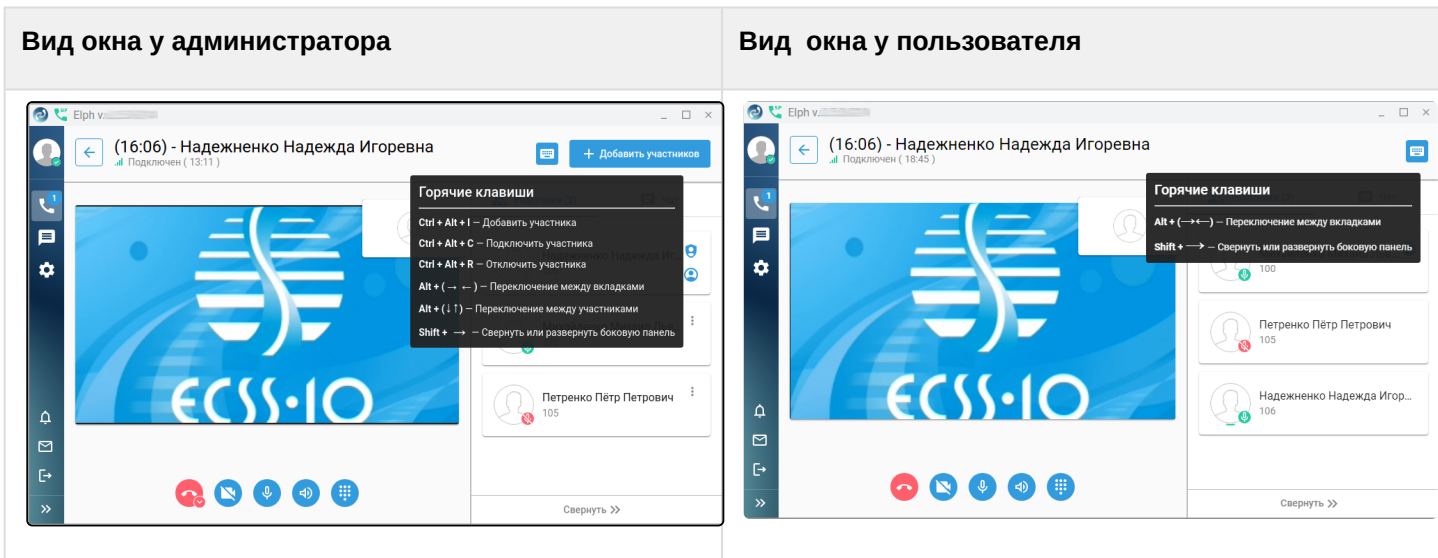 Вид окна у администратора
Вид окна у пользователя
Elph v.
(16:06) - Надежненко Надежда Игоревна
Подключен ( 13:11 )
+ Добавить участников
Горячие клавиши
Ctrl + Alt + I – Добавить участника
Ctrl + Alt + C – Подключить участника
Ctrl + Alt + R – Отключить участника
Alt + ( → ← ) – Переключение между вкладками
Alt + (↓↑) – Переключение между участниками
Shift + → – Свернуть или развернуть боковую панель
1
ECSS·10
Петренко Пётр Петрович
105
Свернуть
Elph v.
(16:06) - Надежненко Надежда Игоревна
Подключен ( 18:45 )
Горячие клавиши
Alt + (→←) – Переключение между вкладками
Shift + → – Свернуть или развернуть боковую панель
1
ECSS·10
100
Петренко Пётр Петрович
105
Надежненко Надежда Игор...
106
Свернуть